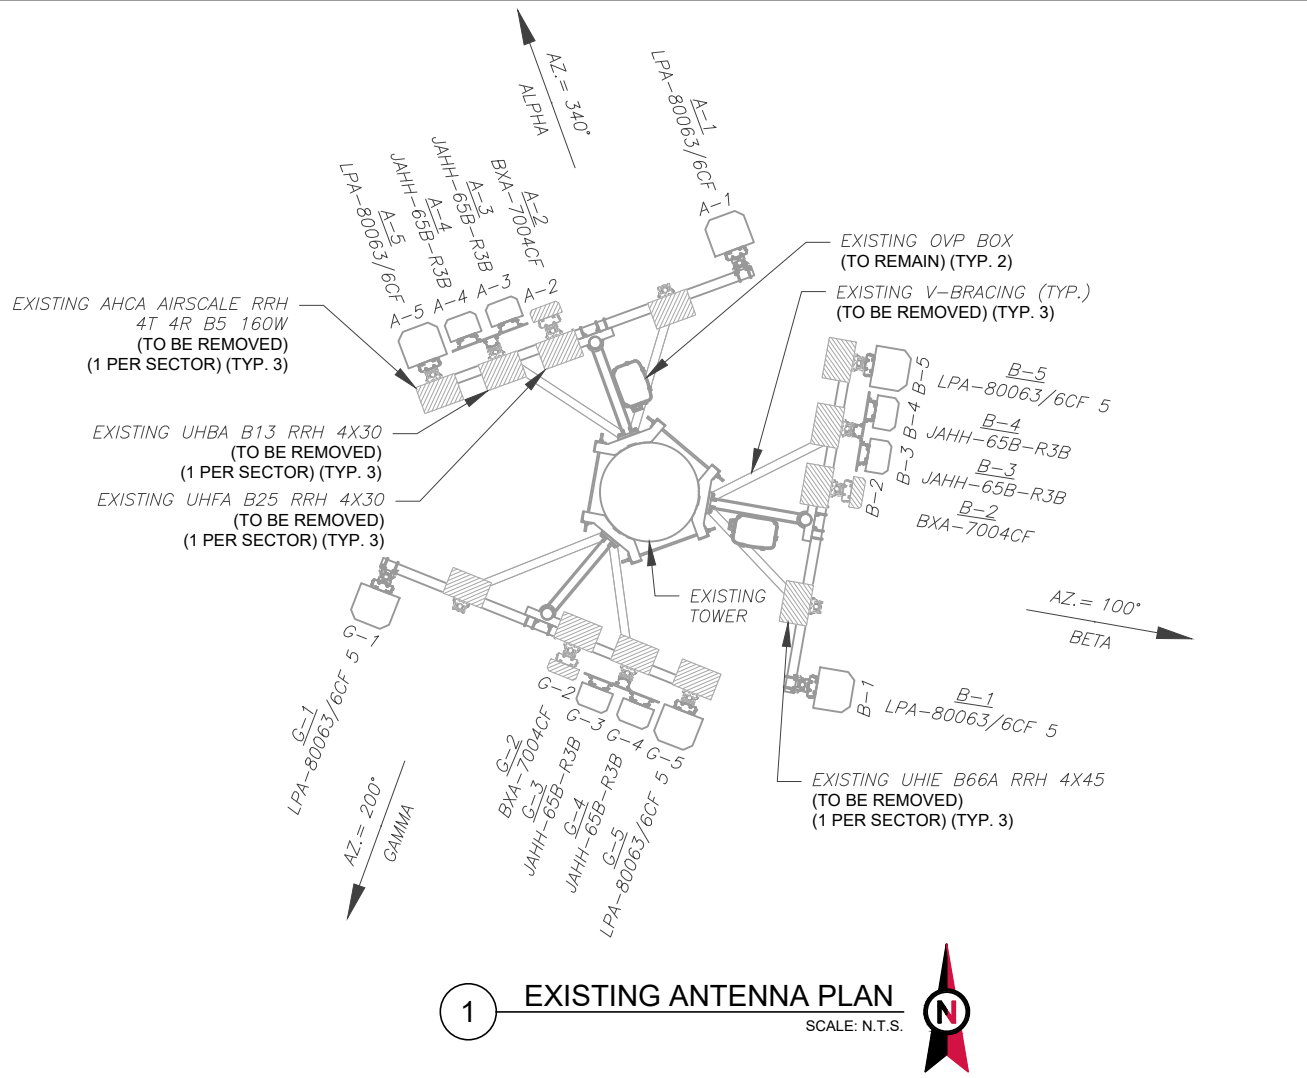 AZ.= 340°
ALPHA
A-1
LPA-80063/6CF
A-1
A-2
BXA-7004CF
A-2
A-3
JAHH-65B-R3B
A-3
A-4
JAHH-65B-R3B
A-4
A-5
LPA-80063/6CF
A-5
EXISTING OVP BOX
(TO REMAIN) (TYP. 2)
EXISTING V-BRACING (TYP.)
(TO BE REMOVED) (TYP. 3)
EXISTING AHCA AIRSCALE RRH
4T 4R B5 160W
(TO BE REMOVED)
(1 PER SECTOR) (TYP. 3)
EXISTING UHBA B13 RRH 4X30
(TO BE REMOVED)
(1 PER SECTOR) (TYP. 3)
EXISTING UHFA B25 RRH 4X30
(TO BE REMOVED)
(1 PER SECTOR) (TYP. 3)
B-5
B-5
LPA-80063/6CF 5
B-4
B-4
JAHH-65B-R3B
B-3
B-3
JAHH-65B-R3B
B-2
B-2
BXA-7004CF
EXISTING
TOWER
AZ.= 100°
BETA
B-1
B-1
LPA-80063/6CF 5
G-1
G-1
LPA-80063/6CF 5
G-2
G-2
BXA-7004CF
G-3
G-3
JAHH-65B-R3B
G-4
G-4
JAHH-65B-R3B
G-5
G-5
LPA-80063/6CF 5
AZ.= 200°
GAMMA
EXISTING UHIE B66A RRH 4X45
(TO BE REMOVED)
(1 PER SECTOR) (TYP. 3)
1
EXISTING ANTENNA PLAN
SCALE: N.T.S.
N